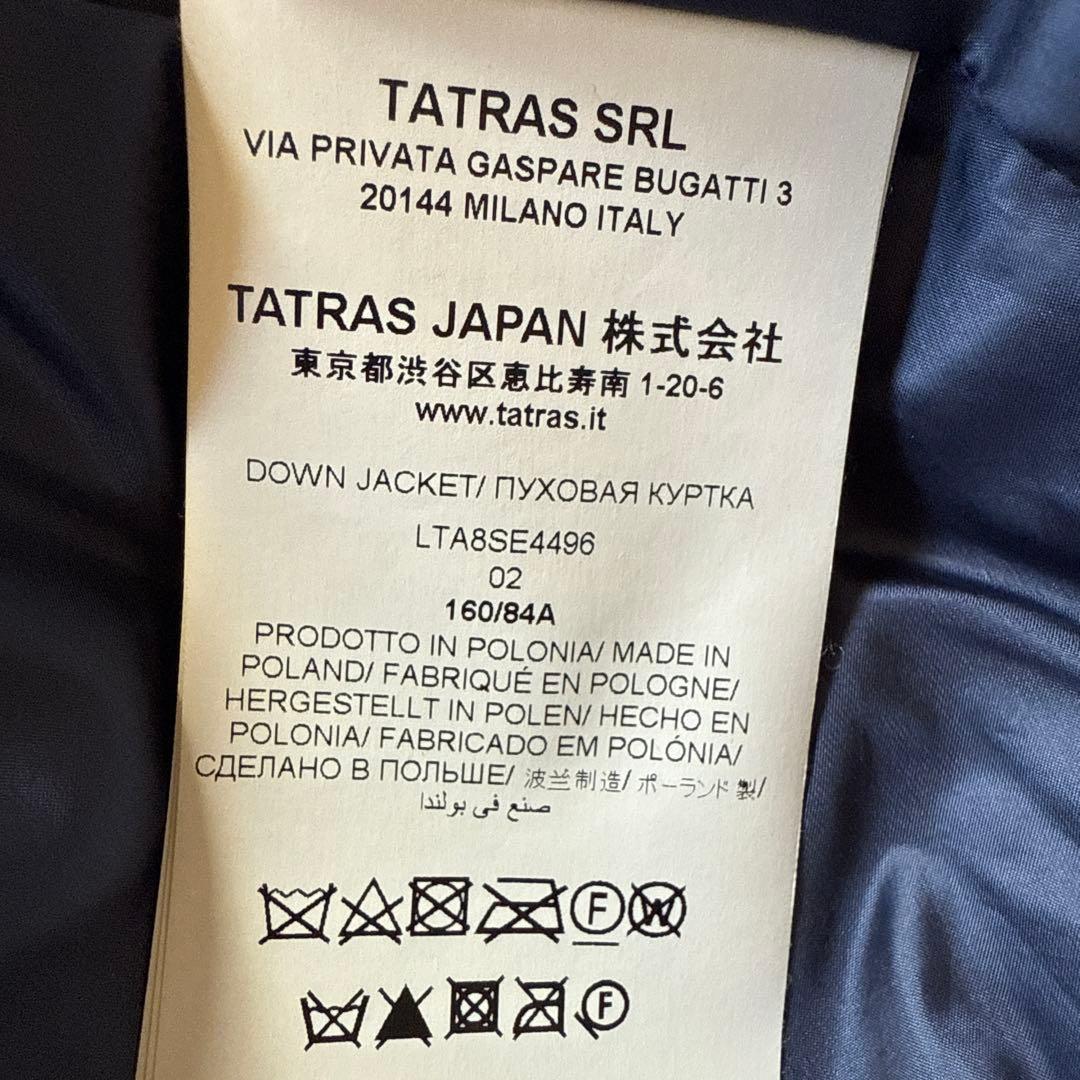 TATRAS SRL
VIA PRIVATA GASPARE BUGATTI 3
20144 MILANO ITALY
TATRAS JAPAN 株式会社
東京都渋谷区恵比寿南 1-20-6
www.tatras.it
DOWN JACKET/ ПУХОВАЯ КУРТКА
LTA8SE4496
02
160/84A
PRODOTTO IN POLONIA/ MADE IN
POLAND/ FABRIQUÉ EN POLOGNE/
HERGESTELLT IN POLEN/ HECHO EN
POLONIA/ FABRICADO EM POLÓNIA/
СДЕЛАНО В ПОЛЬШЕ/ 波兰制造/ ポーランド 製/
صنع في بولندا
F W
F